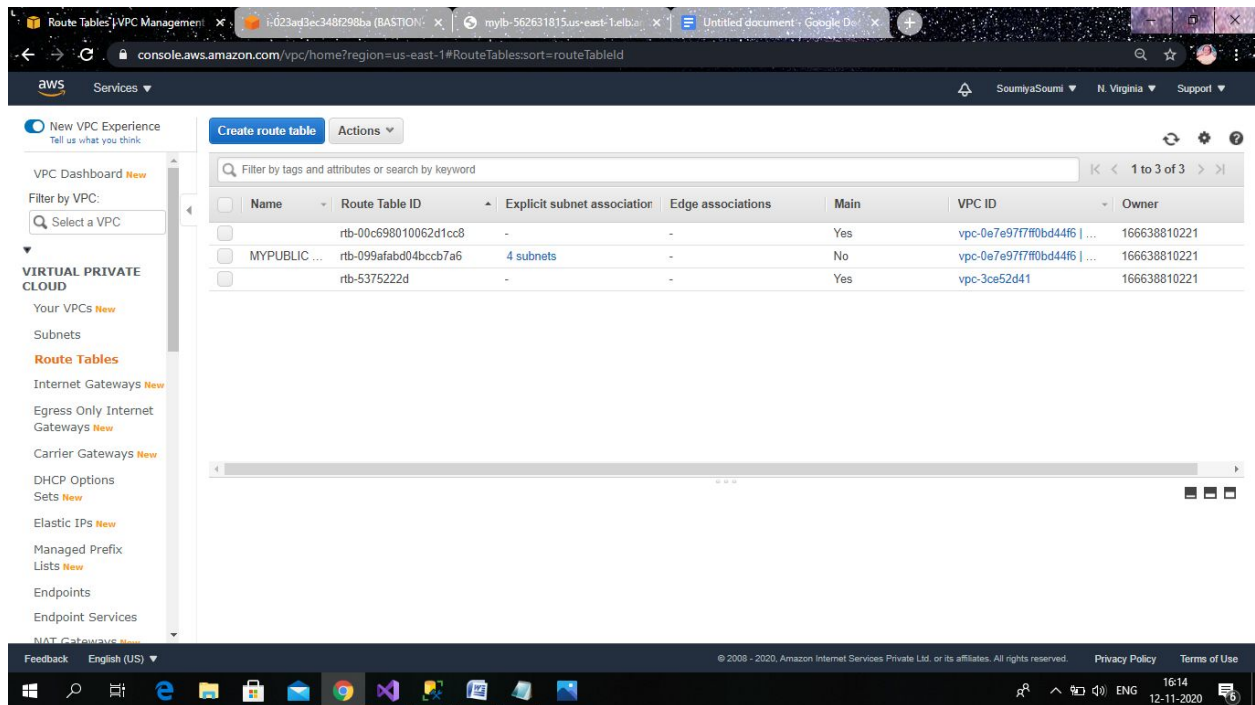 Route Tables | VPC Management
i-023ad3ec348f298ba (BASTION-
mylb-562631815.us-east-1.elb.a
Untitled document - Google Do
console.aws.amazon.com/vpc/home?region=us-east-1#RouteTables:sort=routeTableId
aws Services SoumiyaSoumi N. Virginia Support
New VPC Experience
Tell us what you think
Create route table Actions
Filter by tags and attributes or search by keyword 1 to 3 of 3
Name Route Table ID Explicit subnet association Edge associations Main VPC ID Owner
rtb-00c698010062d1cc8 - - Yes vpc-0e7e97f7ff0bd44f6 | ... 166638810221
MYPUBLIC ... rtb-099afabd04bccb7a6 4 subnets - No vpc-0e7e97f7ff0bd44f6 | ... 166638810221
rtb-5375222d - - Yes vpc-3ce52d41 166638810221
VPC Dashboard New
Filter by VPC:
Select a VPC
VIRTUAL PRIVATE
CLOUD
Your VPCs New
Subnets
Route Tables
Internet Gateways New
Egress Only Internet
Gateways New
Carrier Gateways New
DHCP Options
Sets New
Elastic IPs New
Managed Prefix
Lists New
Endpoints
Endpoint Services
NAT Gateways New
Feedback English (US) © 2008 - 2020, Amazon Internet Services Private Ltd. or its affiliates. All rights reserved. Privacy Policy Terms of Use
ENG
16:14
12-11-2020
6